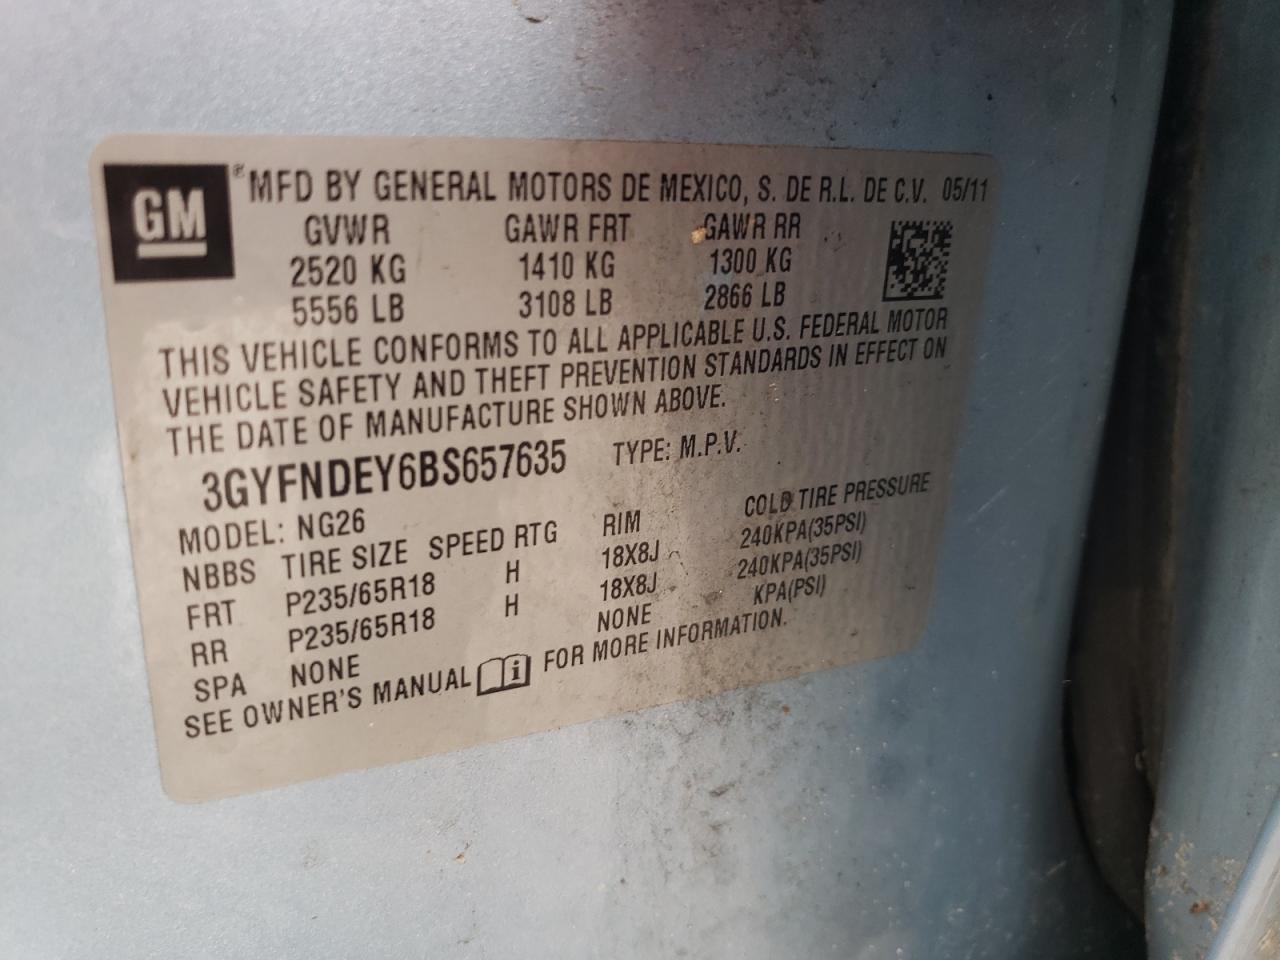 GM ® MFD BY GENERAL MOTORS DE MEXICO, S. DE R.L. DE C.V. 05/11
GVWR GAWR FRT GAWR RR
2520 KG 1410 KG 1300 KG
5556 LB 3108 LB 2866 LB
THIS VEHICLE CONFORMS TO ALL APPLICABLE U.S. FEDERAL MOTOR
VEHICLE SAFETY AND THEFT PREVENTION STANDARDS IN EFFECT ON
THE DATE OF MANUFACTURE SHOWN ABOVE.
3GYFNDEY6BS657635 TYPE: M.P.V.
MODEL: NG26
NBBS TIRE SIZE SPEED RTG RIM COLD TIRE PRESSURE
FRT P235/65R18 H 18X8J 240KPA(35PSI)
RR P235/65R18 H 18X8J 240KPA(35PSI)
SPA NONE NONE KPA(PSI)
SEE OWNER'S MANUAL i FOR MORE INFORMATION.